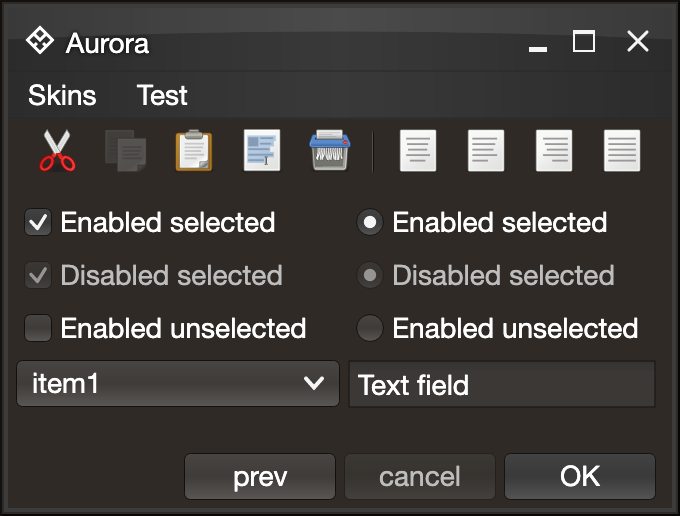 Aurora
Skins Test
Enabled selected Enabled selected
Disabled selected Disabled selected
Enabled unselected Enabled unselected
item1 Text field
prev cancel OK